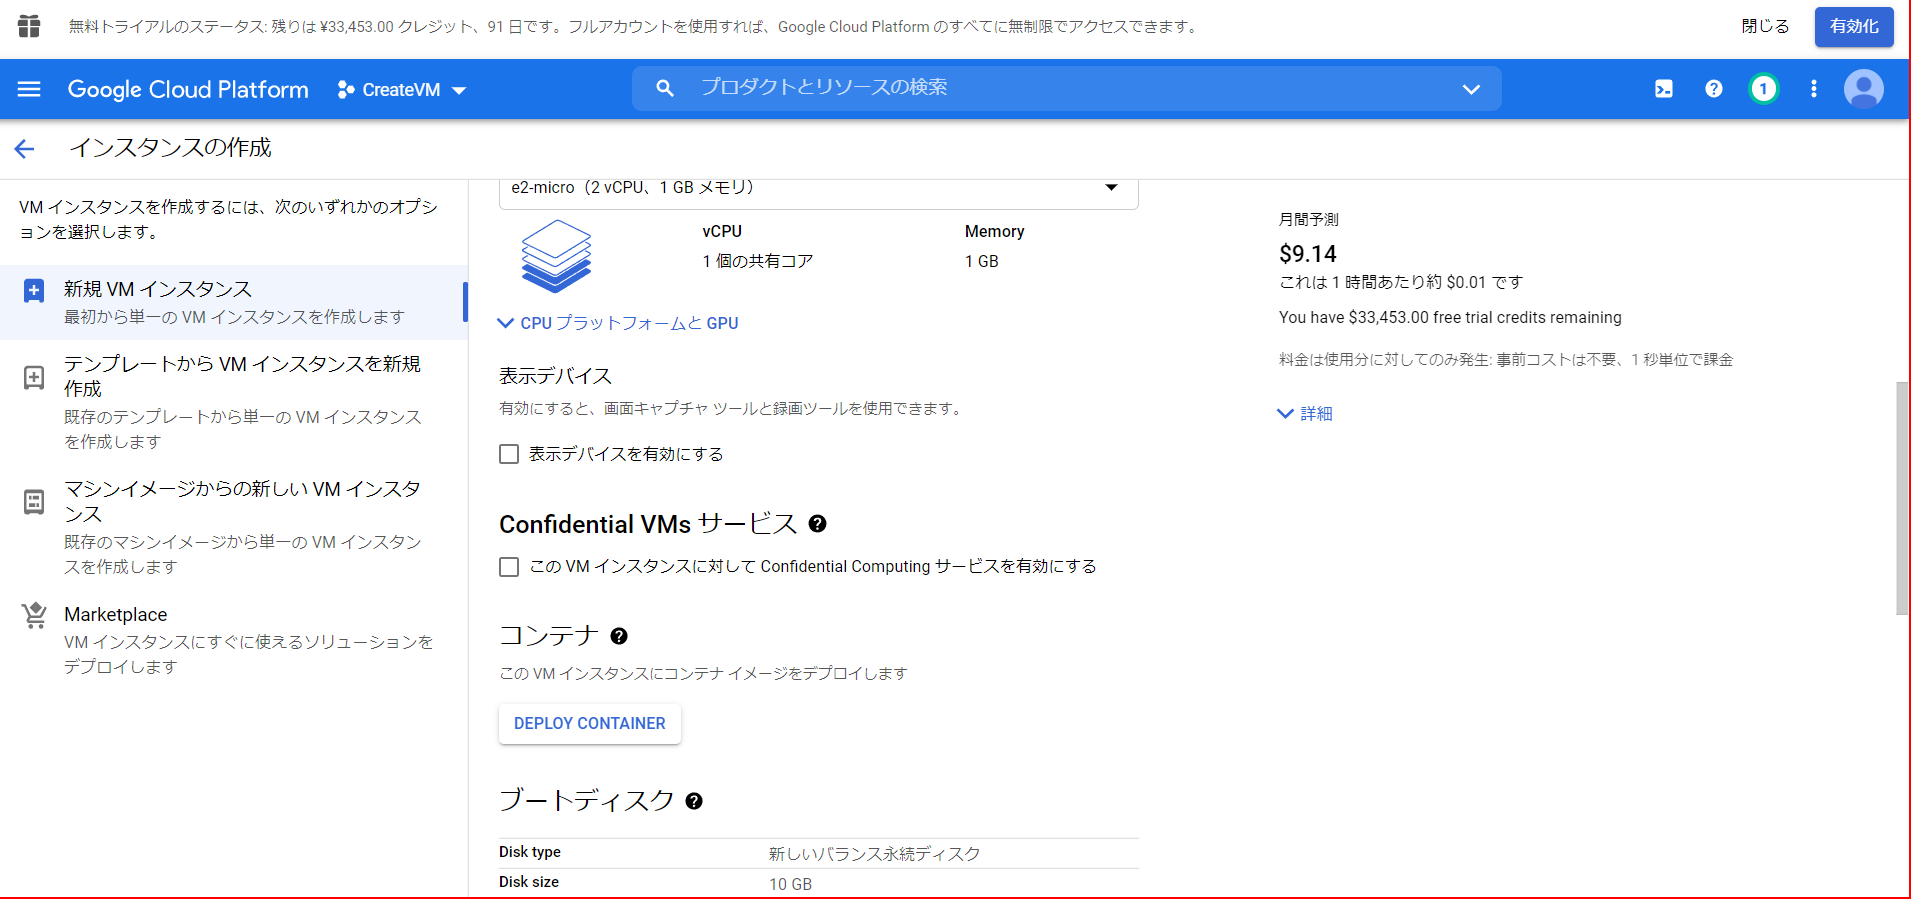 無料トライアルのステータス: 残りは ¥33,453.00 クレジット、91 日です。フルアカウントを使用すれば、Google Cloud Platform のすべてに無制限でアクセスできます。
閉じる
有効化
Google Cloud Platform
CreateVM
プロダクトとリソースの検索
1
インスタンスの作成
VM インスタンスを作成するには、次のいずれかのオプシ
ョンを選択します。
新規 VM インスタンス
最初から単一の VM インスタンスを作成します
テンプレートから VM インスタンスを新規
作成
既存のテンプレートから単一の VM インスタンス
を作成します
マシンイメージからの新しい VM インスタ
ンス
既存のマシンイメージから単一の VM インスタン
スを作成します
Marketplace
VM インスタンスにすぐに使えるソリューションを
デプロイします
e2-micro（2 vCPU、1 GB メモリ）
vCPU
Memory
1 個の共有コア
1 GB
CPU プラットフォームと GPU
表示デバイス
有効にすると、画面キャプチャ ツールと録画ツールを使用できます。
表示デバイスを有効にする
Confidential VMs サービス
この VM インスタンスに対して Confidential Computing サービスを有効にする
コンテナ
この VM インスタンスにコンテナ イメージをデプロイします
DEPLOY CONTAINER
ブートディスク
Disk type
新しいバランス永続ディスク
Disk size
10 GB
月間予測
$9.14
これは 1 時間あたり約 $0.01 です
You have $33,453.00 free trial credits remaining
料金は使用分に対してのみ発生: 事前コストは不要、1 秒単位で課金
詳細